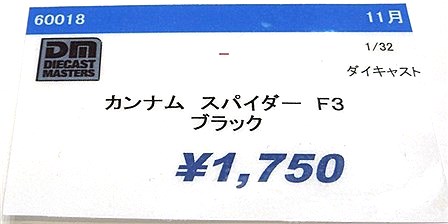 60018 11月
DM
DIECAST
MASTERS
–
1/32
ダイキャスト
カンナム スパイダー F3
ブラック
¥1,750